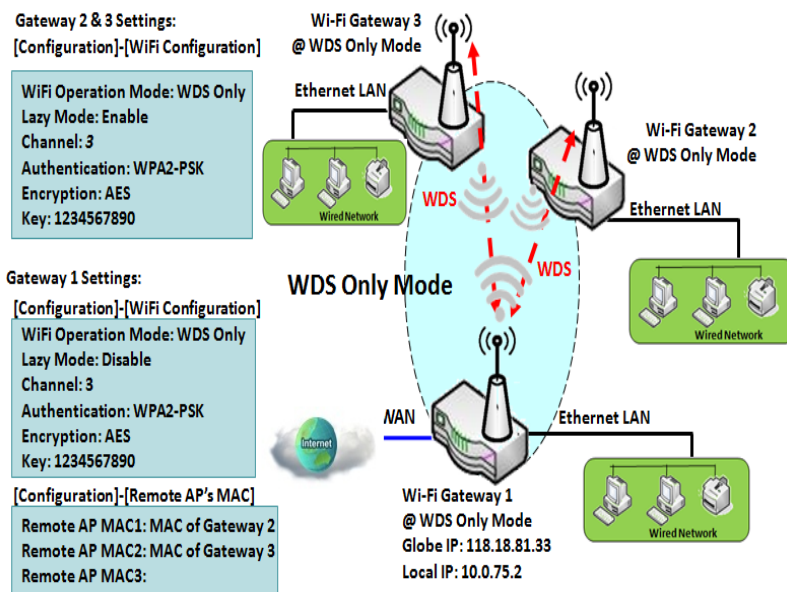 Gateway 2 & 3 Settings:
[Configuration]-[WiFi Configuration]
WiFi Operation Mode: WDS Only
Lazy Mode: Enable
Channel: 3
Authentication: WPA2-PSK
Encryption: AES
Key: 1234567890
Wi-Fi Gateway 3
@ WDS Only Mode
Ethernet LAN
Wired Network
Wi-Fi Gateway 2
@ WDS Only Mode
Ethernet LAN
Wired Network
WDS
WDS
WDS Only Mode
Gateway 1 Settings:
[Configuration]-[WiFi Configuration]
WiFi Operation Mode: WDS Only
Lazy Mode: Disable
Channel: 3
Authentication: WPA2-PSK
Encryption: AES
Key: 1234567890
[Configuration]-[Remote AP's MAC]
Remote AP MAC1: MAC of Gateway 2
Remote AP MAC2: MAC of Gateway 3
Remote AP MAC3:
Internet
WAN
Ethernet LAN
Wired Network
Wi-Fi Gateway 1
@ WDS Only Mode
Globe IP: 118.18.81.33
Local IP: 10.0.75.2